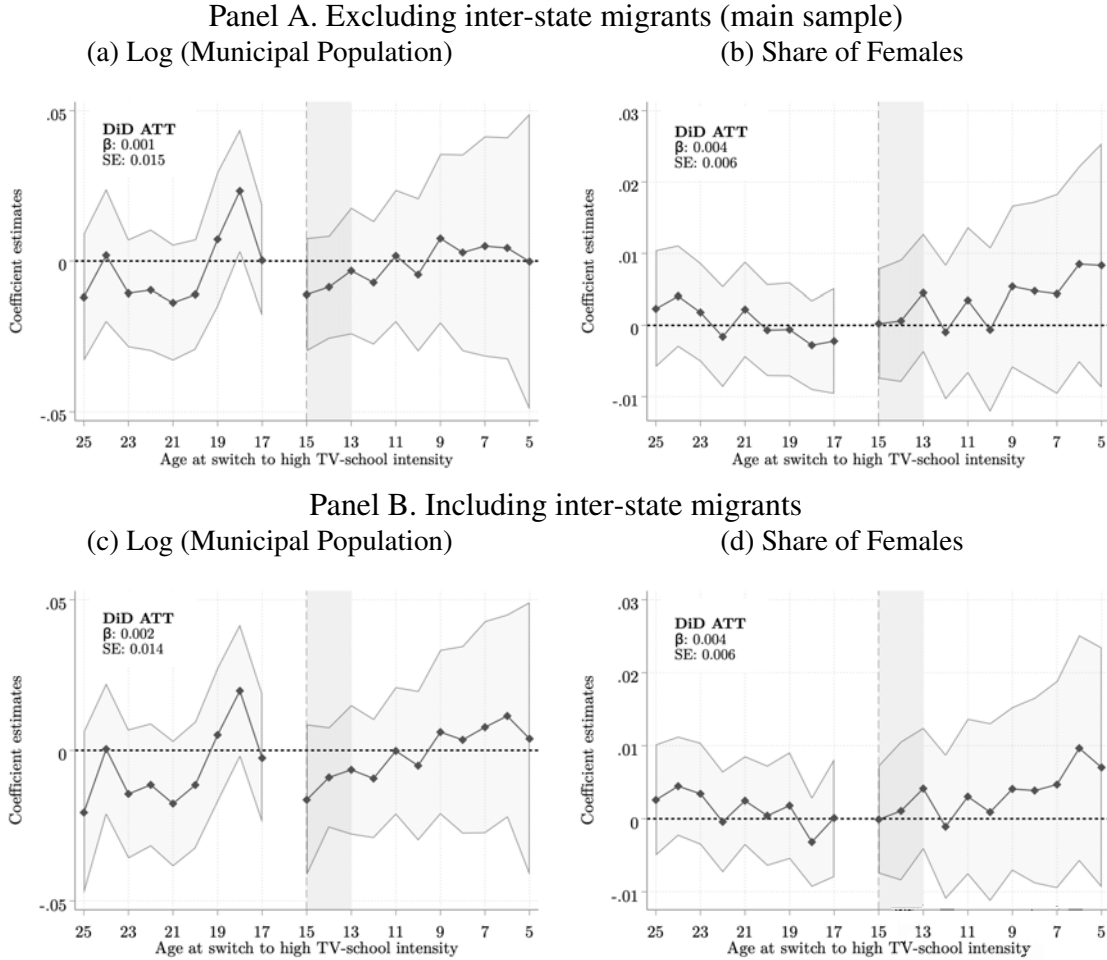 Panel A. Excluding inter-state migrants (main sample)
(a) Log (Municipal Population)
.05
0
-.05
Coefficient estimates
DiD ATT
β: 0.001
SE: 0.015
25 23 21 19 17 15 13 11 9 7 5
Age at switch to high TV-school intensity
(b) Share of Females
.03
.02
.01
0
-.01
Coefficient estimates
DiD ATT
β: 0.004
SE: 0.006
25 23 21 19 17 15 13 11 9 7 5
Age at switch to high TV-school intensity
Panel B. Including inter-state migrants
(c) Log (Municipal Population)
.05
0
-.05
Coefficient estimates
DiD ATT
β: 0.002
SE: 0.014
25 23 21 19 17 15 13 11 9 7 5
Age at switch to high TV-school intensity
(d) Share of Females
.03
.02
.01
0
-.01
Coefficient estimates
DiD ATT
β: 0.004
SE: 0.006
25 23 21 19 17 15 13 11 9 7 5
Age at switch to high TV-school intensity